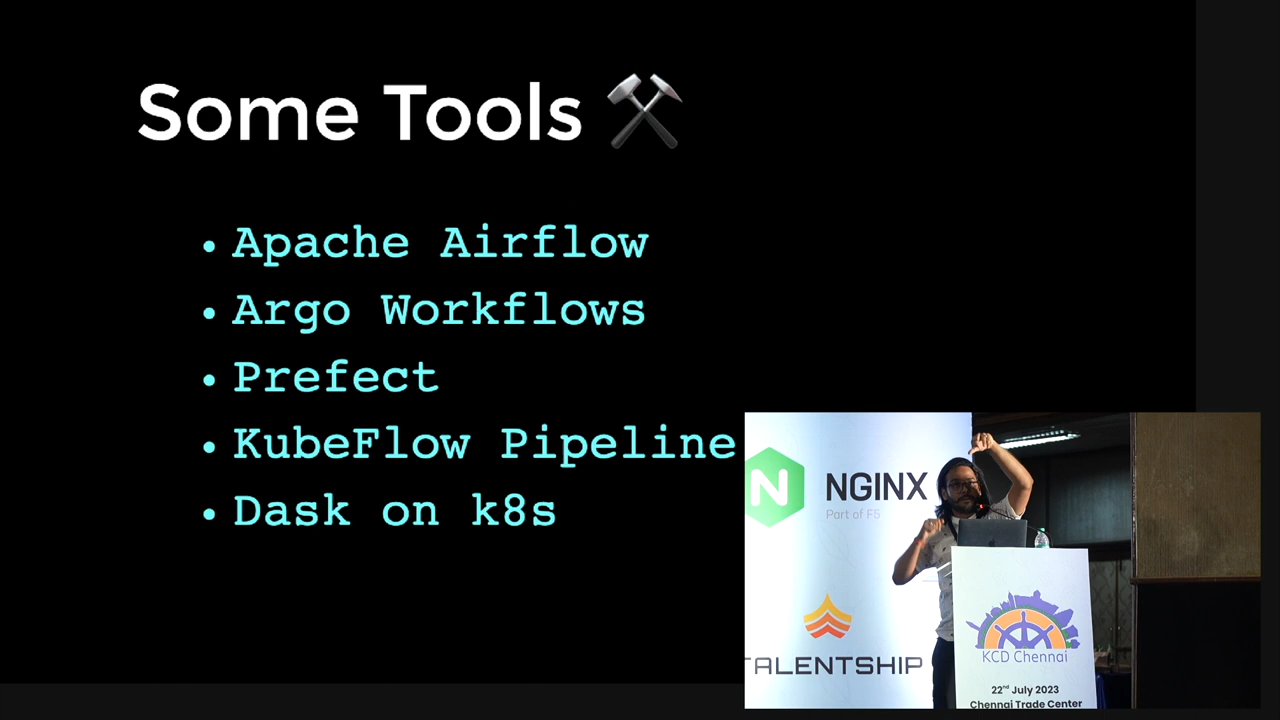 Some Tools
Apache Airflow
Argo Workflows
Prefect
KubeFlow Pipeline
Dask on k8s
N NGINX
Part of F5
TALENTSHIP
KCD Chennai
22nd July 2023
Chennai Trade Center